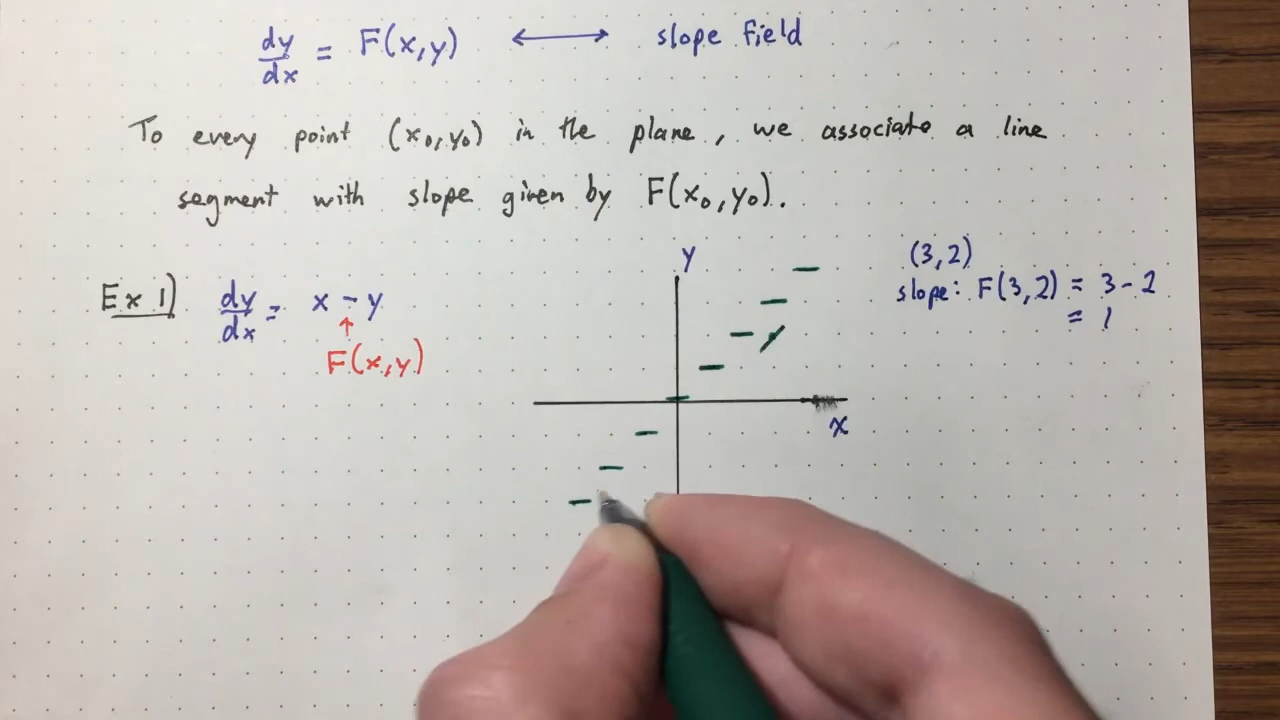 dy/dx = F(x,y) ⟷ slope field
To every point (x₀,y₀) in the plane, we associate a line
segment with slope given by F(x₀,y₀).
Ex 1) dy/dx = x - y
↑
F(x,y)
y
x
(3,2)
slope: F(3,2) = 3-2
= 1